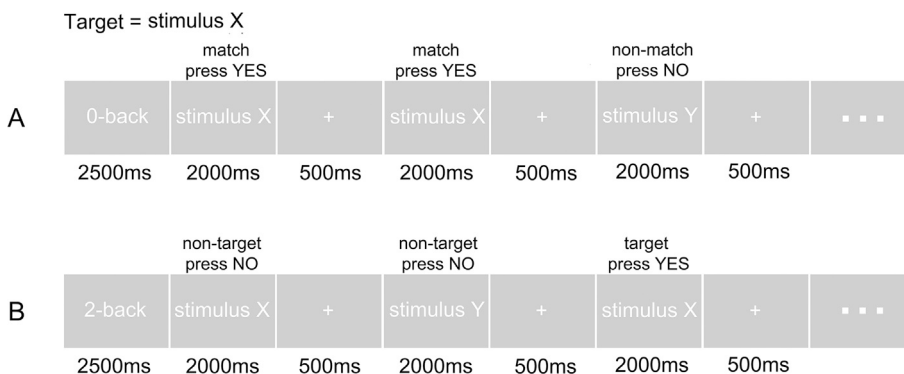 Target = stimulus X
match match non-match
press YES press YES press NO
A 0-back stimulus X + stimulus X + stimulus Y + ...
2500ms 2000ms 500ms 2000ms 500ms 2000ms 500ms
non-target non-target target
press NO press NO press YES
B 2-back stimulus X + stimulus Y + stimulus X + ...
2500ms 2000ms 500ms 2000ms 500ms 2000ms 500ms